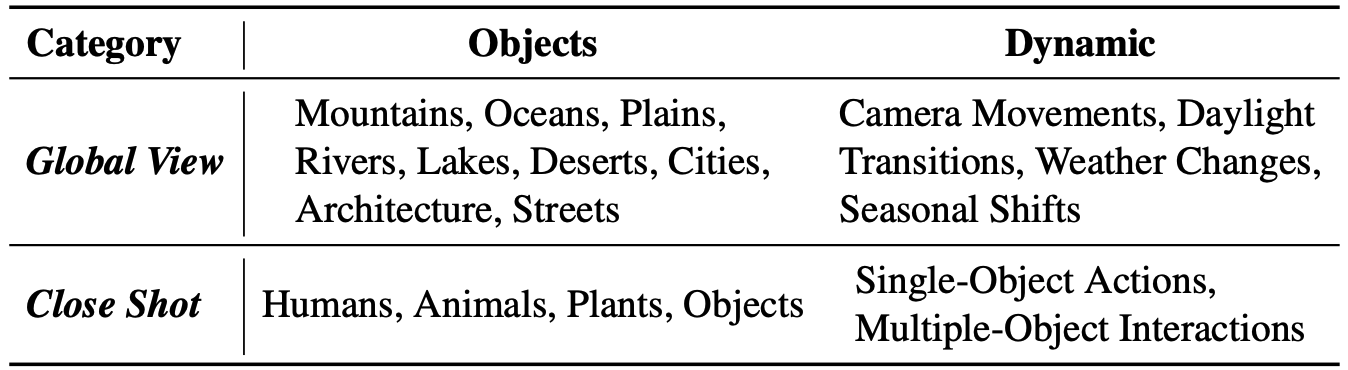 Category Objects Dynamic
Mountains, Oceans, Plains, Camera Movements, Daylight
Global View Rivers, Lakes, Deserts, Cities, Transitions, Weather Changes,
Architecture, Streets Seasonal Shifts
Close Shot Humans, Animals, Plants, Objects Single-Object Actions,
Multiple-Object Interactions